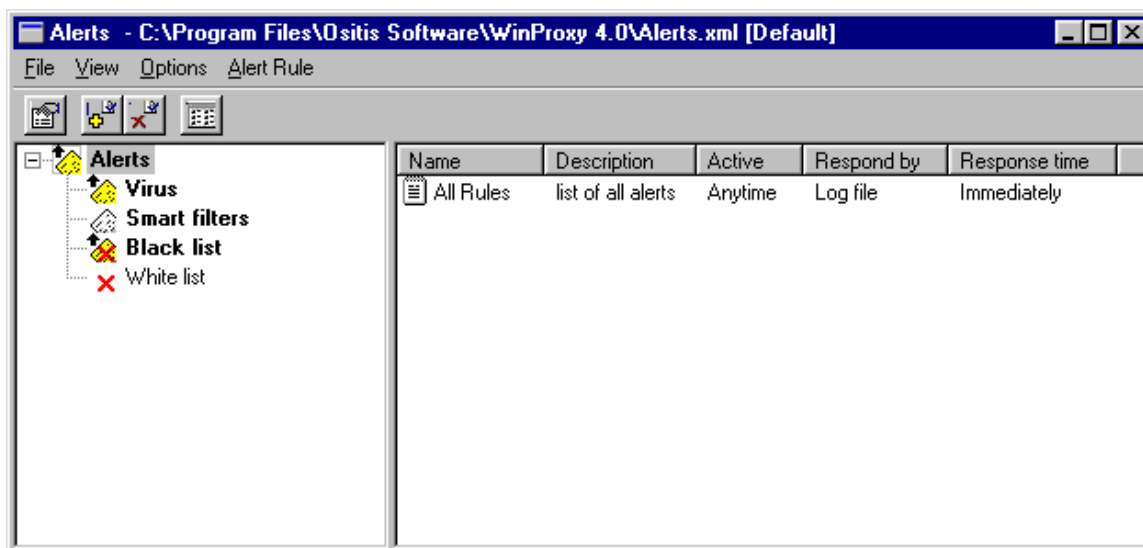 Alerts - C:\Program Files\Ositis Software\WinProxy 4.0\Alerts.xml [Default]
File View Options Alert Rule
Alerts
Virus
Smart filters
Black list
White list
Name Description Active Respond by Response time
All Rules list of all alerts Anytime Log file Immediately